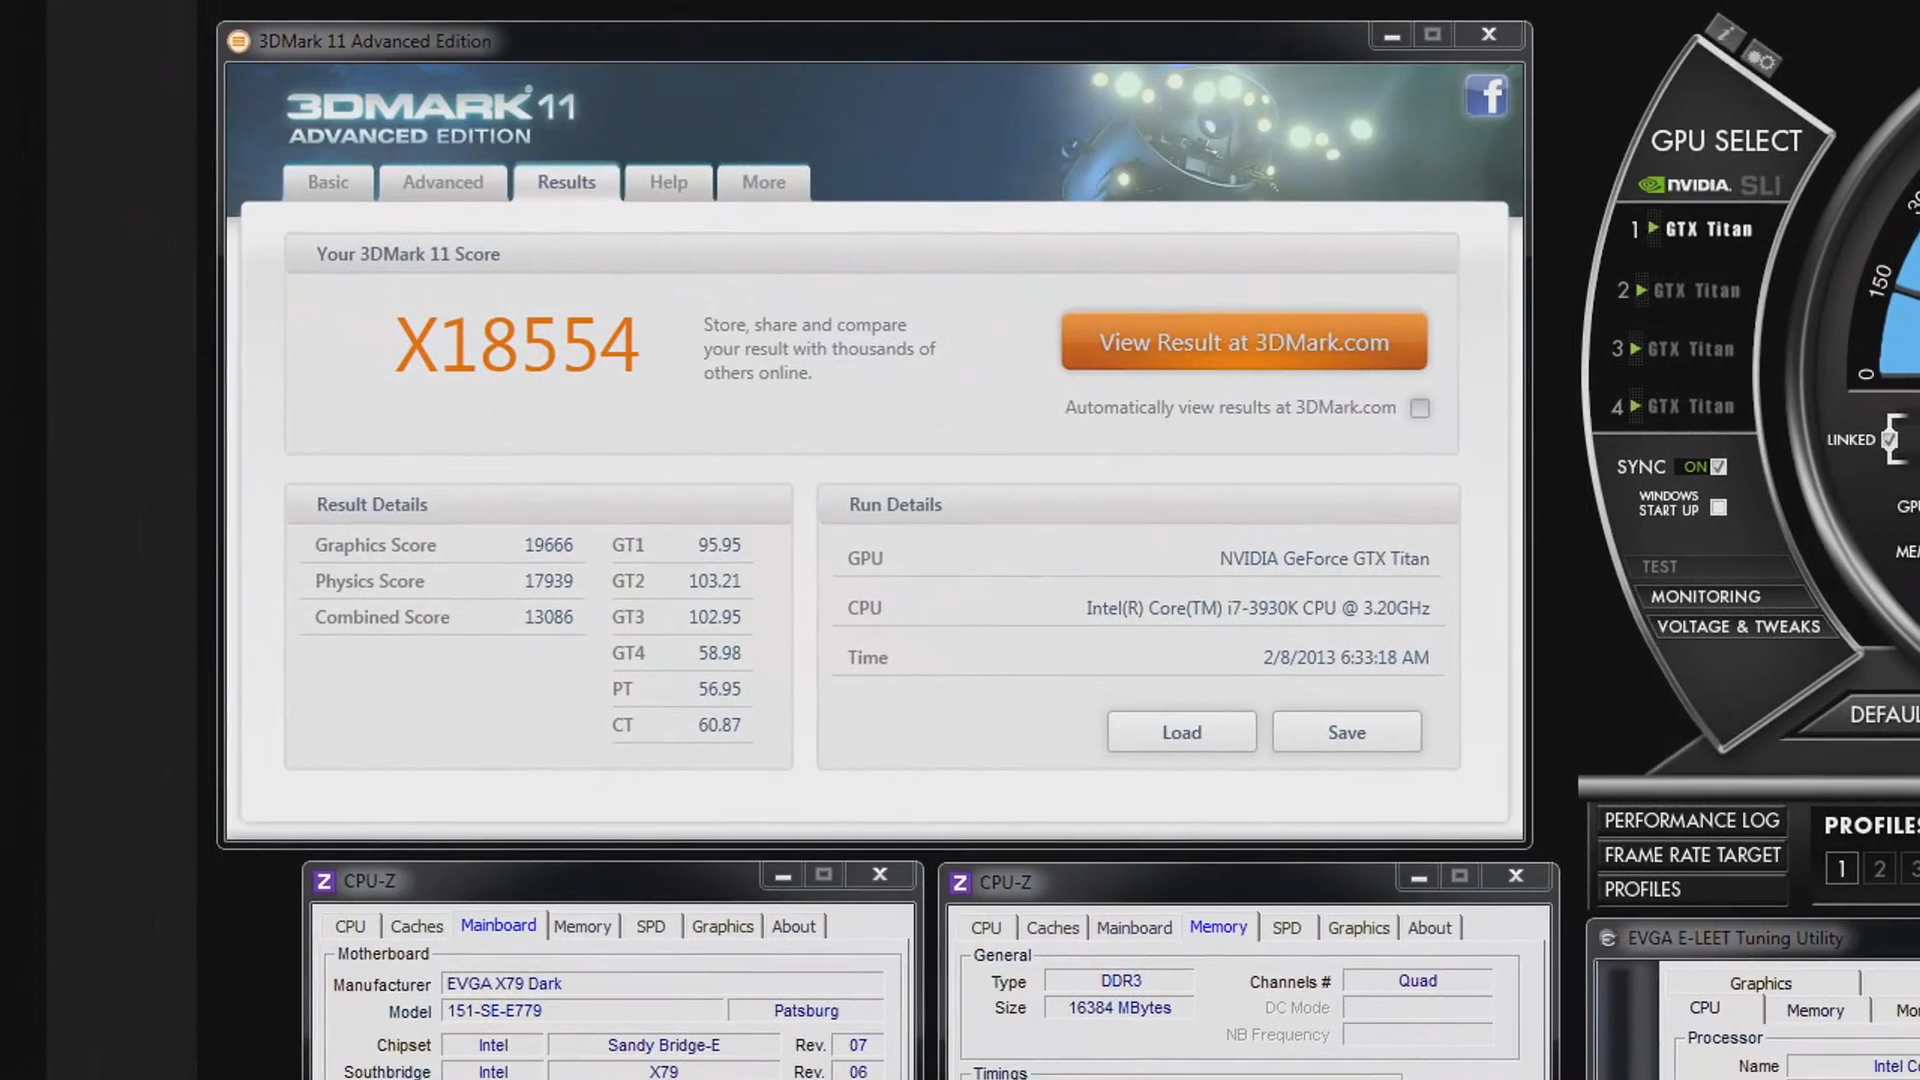 3DMark 11 Advanced Edition
3DMARK® 11
ADVANCED EDITION
Basic
Advanced
Results
Help
More
Your 3DMark 11 Score
X18554
Store, share and compare
your result with thousands of
others online.
View Result at 3DMark.com
Automatically view results at 3DMark.com
Result Details
Graphics Score 19666
Physics Score 17939
Combined Score 13086
GT1 95.95
GT2 103.21
GT3 102.95
GT4 58.98
PT 56.95
CT 60.87
Run Details
GPU NVIDIA GeForce GTX Titan
CPU Intel(R) Core(TM) i7-3930K CPU @ 3.20GHz
Time 2/8/2013 6:33:18 AM
Load
Save
GPU SELECT
NVIDIA. SLI
1 GTX Titan
2 GTX Titan
3 GTX Titan
4 GTX Titan
SYNC ON
WINDOWS
START UP
TEST
MONITORING
VOLTAGE & TWEAKS
150
0
LINKED
DEFAUL
PERFORMANCE LOG
FRAME RATE TARGET
PROFILES
PROFILES
1 2 3
CPU-Z
CPU Caches Mainboard Memory SPD Graphics About
Motherboard
Manufacturer EVGA X79 Dark
Model 151-SE-E779 Patsburg
Chipset Intel Sandy Bridge-E Rev. 07
Southbridge Intel X79 Rev. 06
CPU-Z
CPU Caches Mainboard Memory SPD Graphics About
General
Type DDR3 Channels # Quad
Size 16384 MBytes DC Mode
NB Frequency
Timings
EVGA E-LEET Tuning Utility
Graphics
CPU Memory
Processor
Name Intel